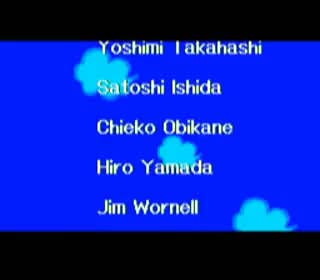 Yoshimi Takahashi
Satoshi Ishida
Chieko Obikane
Hiro Yamada
Jim Wornell